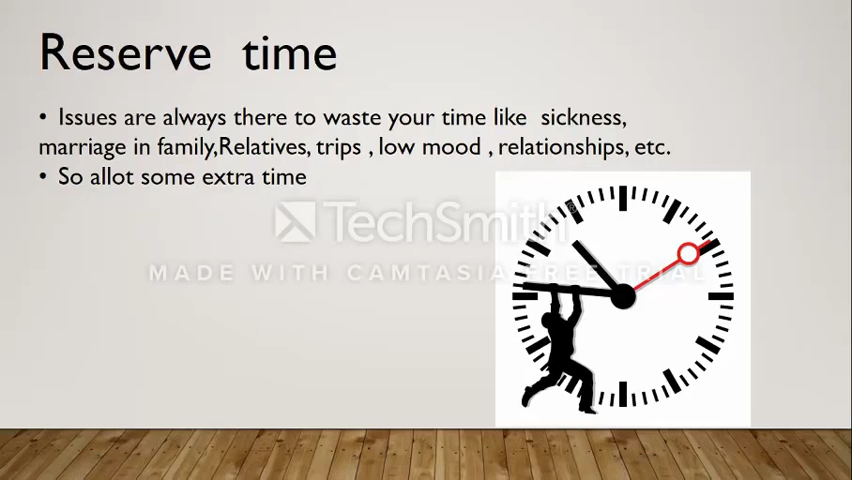 Reserve time
• Issues are always there to waste your time like sickness,
marriage in family,Relatives, trips , low mood , relationships, etc.
• So allot some extra time
TechSmith
MADE WITH CAMTASIA FREE TRIAL